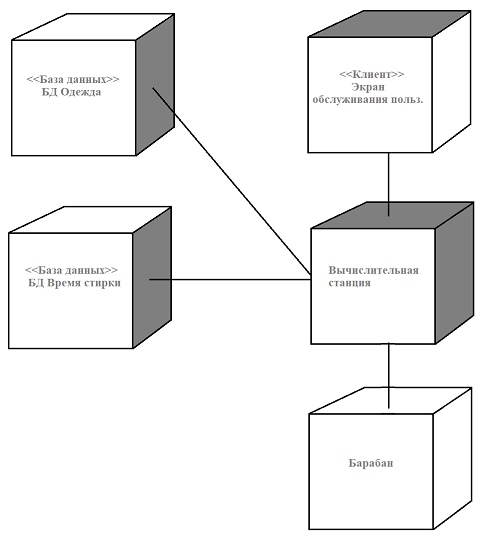 <<База данных>>
БД Одежда
<<Клиент>>
Экран
обслуживания польз.
<<База данных>>
БД Время стирки
Вычислительная
станция
Барабан